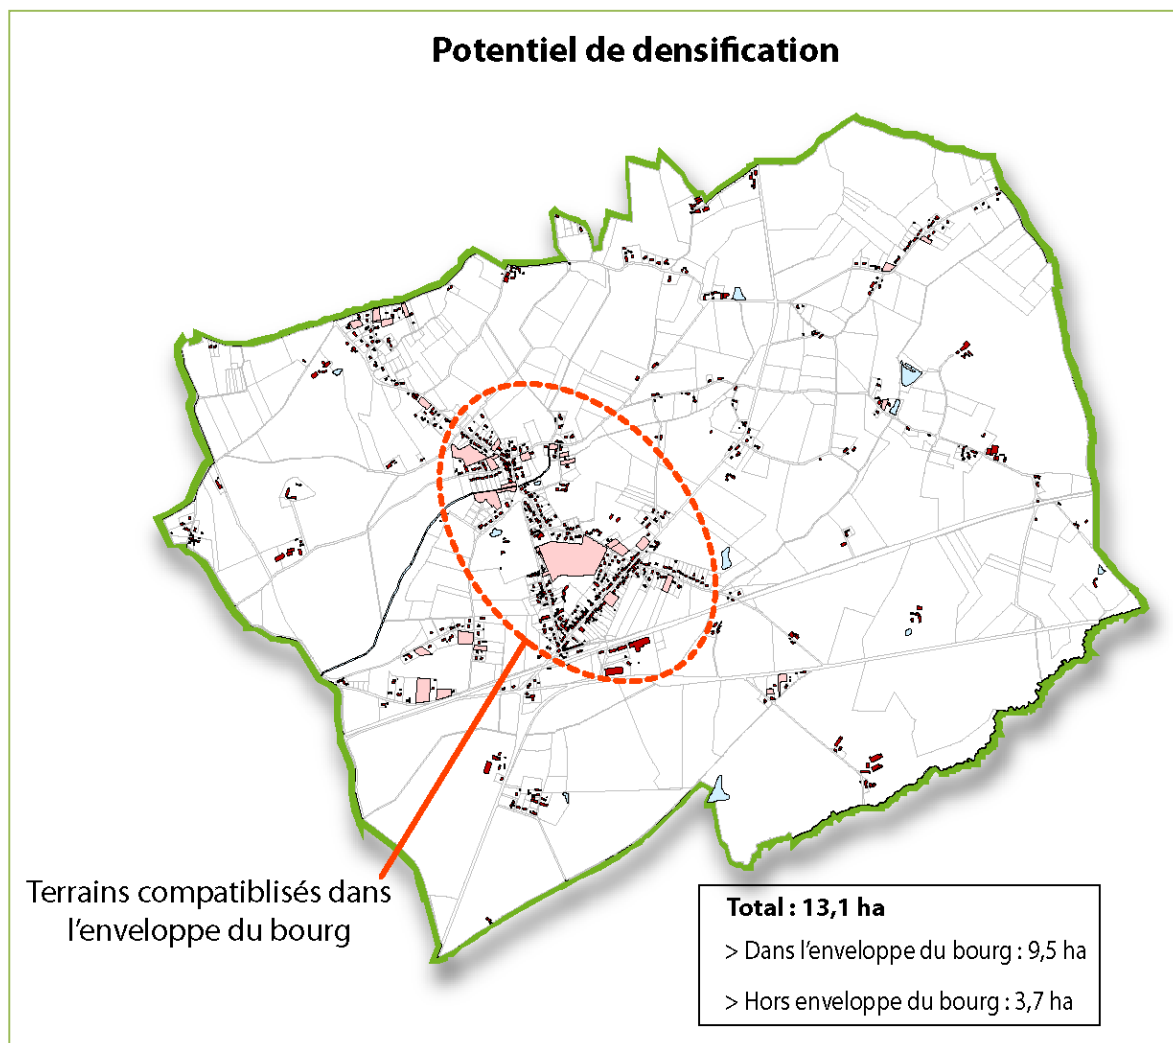 Potentiel de densification
Terrains compatiblisés dans
l'enveloppe du bourg
Total : 13,1 ha
> Dans l'enveloppe du bourg : 9,5 ha
> Hors enveloppe du bourg : 3,7 ha